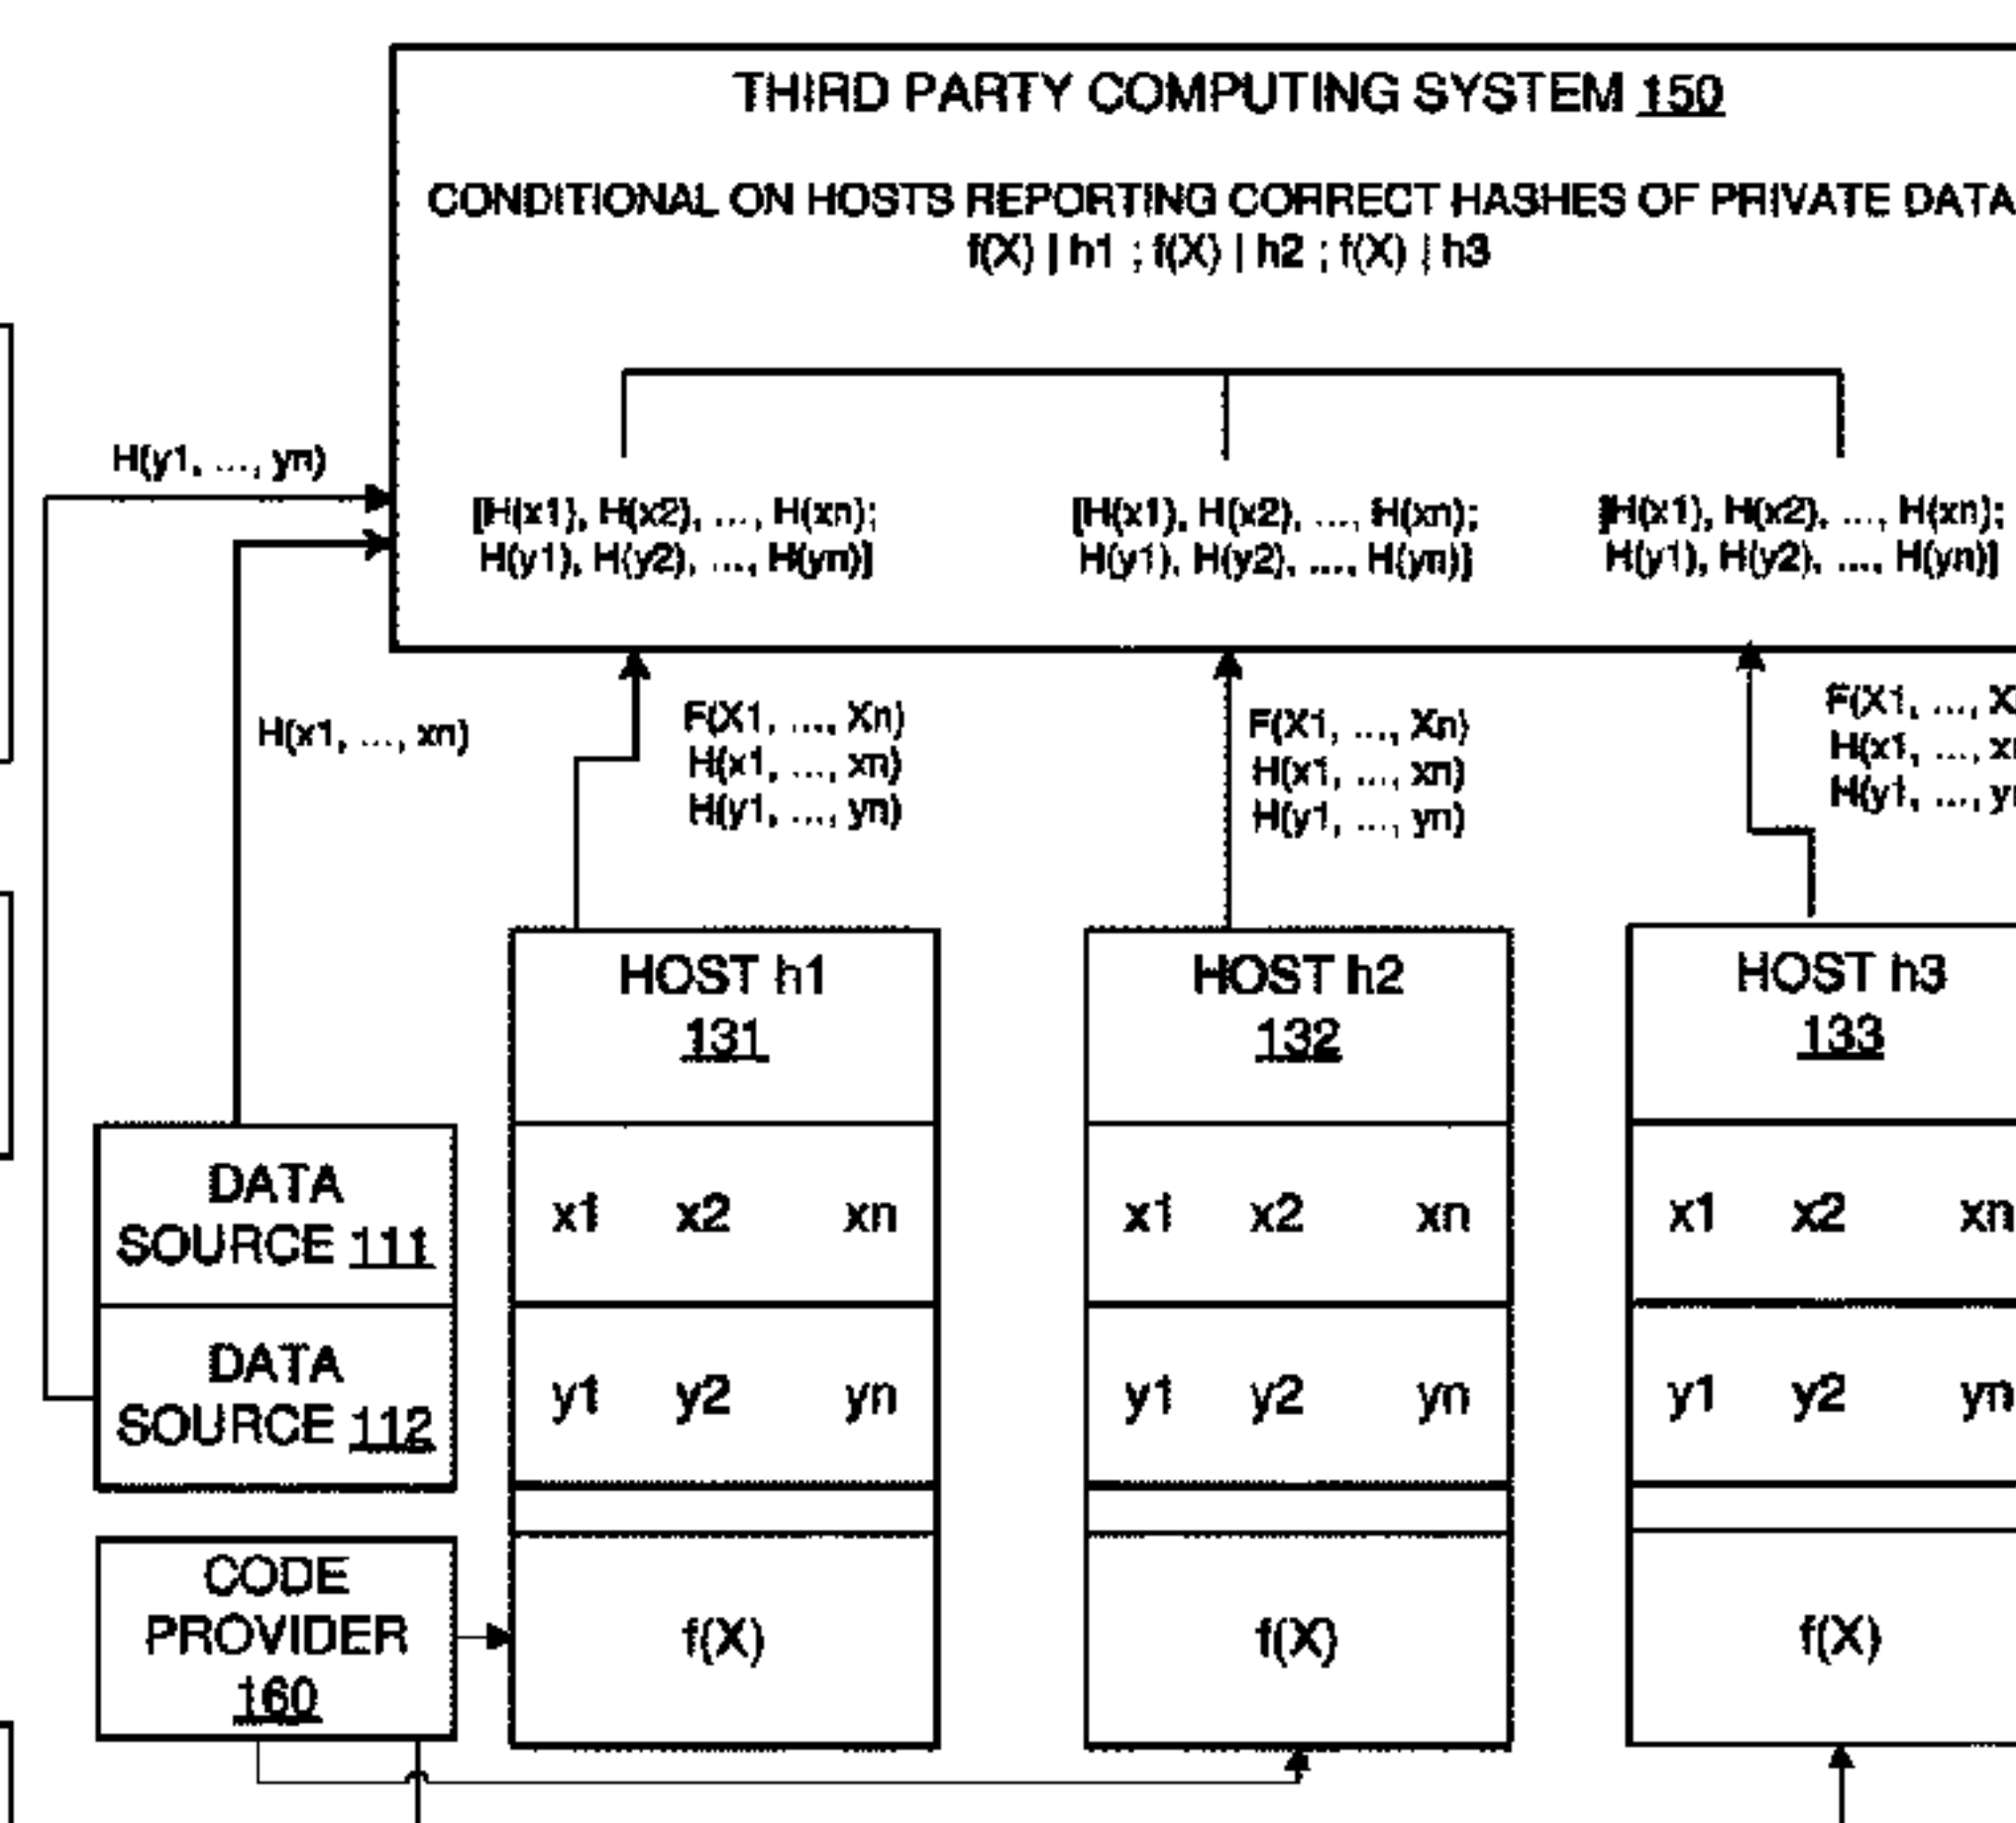 THIRD PARTY COMPUTING SYSTEM 150
CONDITIONAL ON HOSTS REPORTING CORRECT HASHES OF PRIVATE DATA
f(X) | h1 ; f(X) | h2 ; f(X) | h3
H(y1, ..., yn)
[H(x1), H(x2), ..., H(xn);
H(y1), H(y2), ..., H(yn)]
[H(x1), H(x2), ..., H(xn);
H(y1), H(y2), ..., H(yn)]
[H(x1), H(x2), ..., H(xn);
H(y1), H(y2), ..., H(yn)]
H(x1, ..., xn)
F(X1, ..., Xn)
H(x1, ..., xn)
H(y1, ..., yn)
F(X1, ..., Xn)
H(x1, ..., xn)
H(y1, ..., yn)
F(X1, ..., X
H(x1, ..., x
H(y1, ..., y
HOST h1
131
x1 x2 xn
y1 y2 yn
f(X)
HOST h2
132
x1 x2 xn
y1 y2 yn
f(X)
HOST h3
133
x1 x2 xn
y1 y2 yn
f(X)
DATA
SOURCE 111
DATA
SOURCE 112
CODE
PROVIDER
160